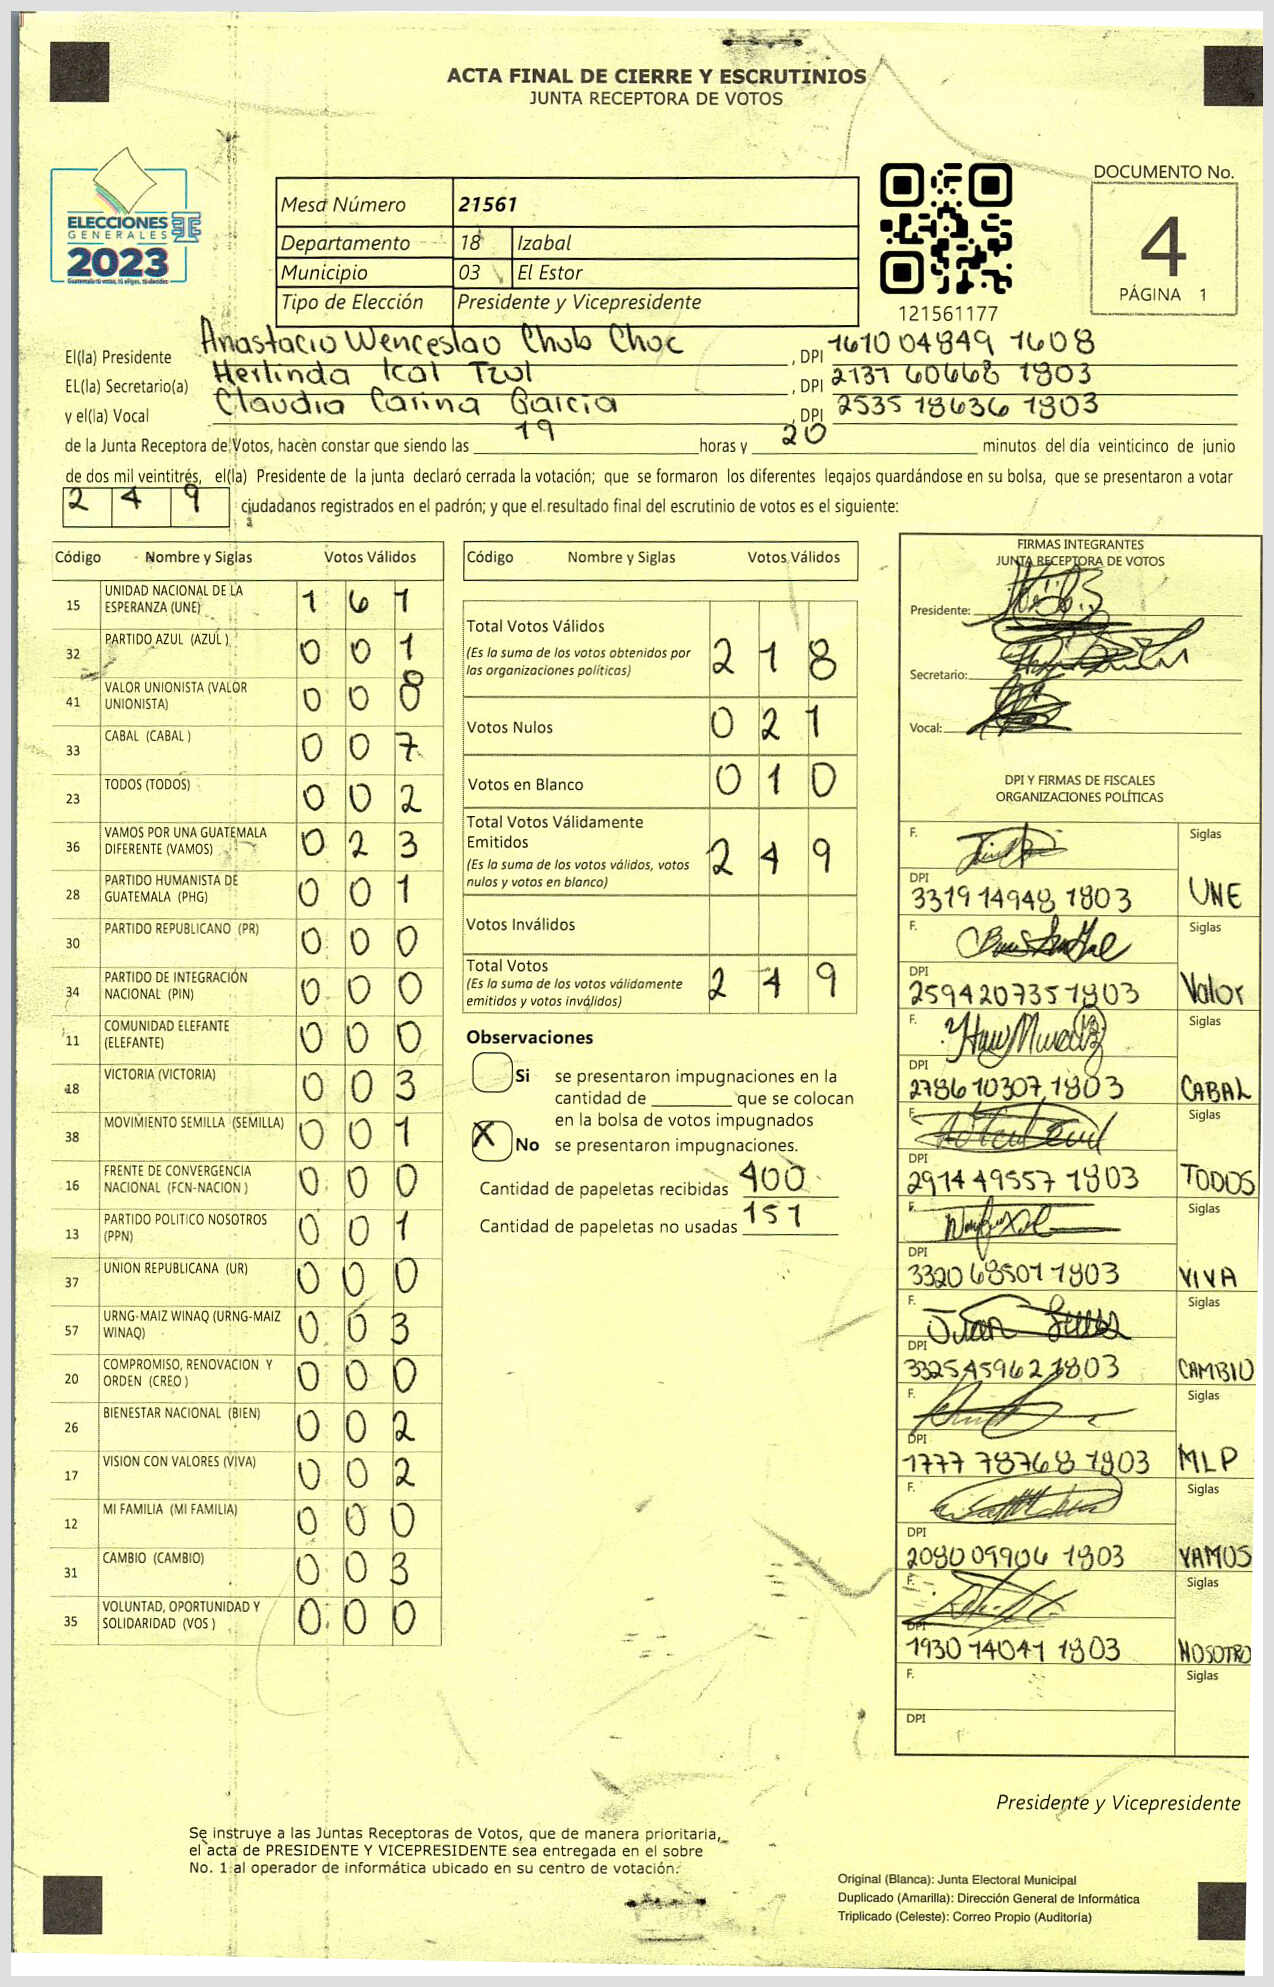 ACTA FINAL DE CIERRE Y ESCRUTINIOS
JUNTA RECEPTORA DE VOTOS
ELECCIONES
GENERALES
2023
Guatemala tú votas, tú eliges, tú decides
Mesa Número 21561
Departamento 18 Izabal
Municipio 03 El Estor
Tipo de Elección Presidente y Vicepresidente
121561177
DOCUMENTO No.
4
PÁGINA 1
El(la) Presidente Anastacio Wenceslao Chub Choc, DPI 1610 04849 1608
EL(la) Secretario(a) Herlinda Ical Tzul, DPI 2137 60668 1803
y el(la) Vocal Claudia Carina García, DPI 2535 18636 1803
de la Junta Receptora de Votos, hacen constar que siendo las 19 horas y 20 minutos del día veinticinco de junio
de dos mil veintitrés, el(la) Presidente de la junta declaró cerrada la votación; que se formaron los diferentes legajos guardándose en su bolsa, que se presentaron a votar
2 4 9 ciudadanos registrados en el padrón; y que el resultado final del escrutinio de votos es el siguiente:
Código Nombre y Siglas Votos Válidos
15 UNIDAD NACIONAL DE LA ESPERANZA (UNE) 1 6 1
32 PARTIDO AZUL (AZUL) 0 0 1
41 VALOR UNIONISTA (VALOR UNIONISTA) 0 0 8
33 CABAL (CABAL) 0 0 7
23 TODOS (TODOS) 0 0 2
36 VAMOS POR UNA GUATEMALA DIFERENTE (VAMOS) 0 2 3
28 PARTIDO HUMANISTA DE GUATEMALA (PHG) 0 0 1
30 PARTIDO REPUBLICANO (PR) 0 0 0
34 PARTIDO DE INTEGRACIÓN NACIONAL (PIN) 0 0 0
11 COMUNIDAD ELEFANTE (ELEFANTE) 0 0 0
18 VICTORIA (VICTORIA) 0 0 3
38 MOVIMIENTO SEMILLA (SEMILLA) 0 0 1
16 FRENTE DE CONVERGENCIA NACIONAL (FCN-NACION) 0 0 0
13 PARTIDO POLITICO NOSOTROS (PPN) 0 0 1
37 UNION REPUBLICANA (UR) 0 0 0
57 URNG-MAIZ WINAQ (URNG-MAIZ WINAQ) 0 0 3
20 COMPROMISO, RENOVACION Y ORDEN (CREO) 0 0 0
26 BIENESTAR NACIONAL (BIEN) 0 0 2
17 VISION CON VALORES (VIVA) 0 0 2
12 MI FAMILIA (MI FAMILIA) 0 0 0
31 CAMBIO (CAMBIO) 0 0 3
35 VOLUNTAD, OPORTUNIDAD Y SOLIDARIDAD (VOS) 0 0 0
Código Nombre y Siglas Votos Válidos
Total Votos Válidos 2 1 8
(Es la suma de los votos obtenidos por
las organizaciones políticas)
Votos Nulos 0 2 1
Votos en Blanco 0 1 0
Total Votos Válidamente
Emitidos 2 4 9
(Es la suma de los votos válidos, votos
nulos y votos en blanco)
Votos Inválidos
Total Votos 2 4 9
(Es la suma de los votos válidamente
emitidos y votos inválidos)
Observaciones
Si se presentaron impugnaciones en la
cantidad de ________ que se colocan
en la bolsa de votos impugnados
X No se presentaron impugnaciones.
Cantidad de papeletas recibidas 400
Cantidad de papeletas no usadas 151
FIRMAS INTEGRANTES
JUNTA RECEPTORA DE VOTOS
Presidente:
Secretario:
Vocal:
DPI Y FIRMAS DE FISCALES
ORGANIZACIONES POLÍTICAS
F. Siglas
DPI 3319 14948 1803 UNE
F. Siglas
DPI 2594207351803 Valor
F. Siglas
DPI 2786 10307 1803 CABAL
F. Siglas
DPI 2914 49557 1803 TODOS
F. Siglas
DPI 3320 68507 1803 VIVA
F. Juan Siglas
DPI 332545962 1803 CAMBIO
F. Siglas
DPI 1777 78768 1803 MLP
F. Siglas
DPI 2080 09906 1803 VAMOS
F. Siglas
DPI 1930 14041 1803 NOSOTRO
F. Siglas
DPI
Presidente y Vicepresidente
Se instruye a las Juntas Receptoras de Votos, que de manera prioritaria,
el acta de PRESIDENTE Y VICEPRESIDENTE sea entregada en el sobre
No. 1 al operador de informática ubicado en su centro de votación.
Original (Blanca): Junta Electoral Municipal
Duplicado (Amarilla): Dirección General de Informática
Triplicado (Celeste): Correo Propio (Auditoría)